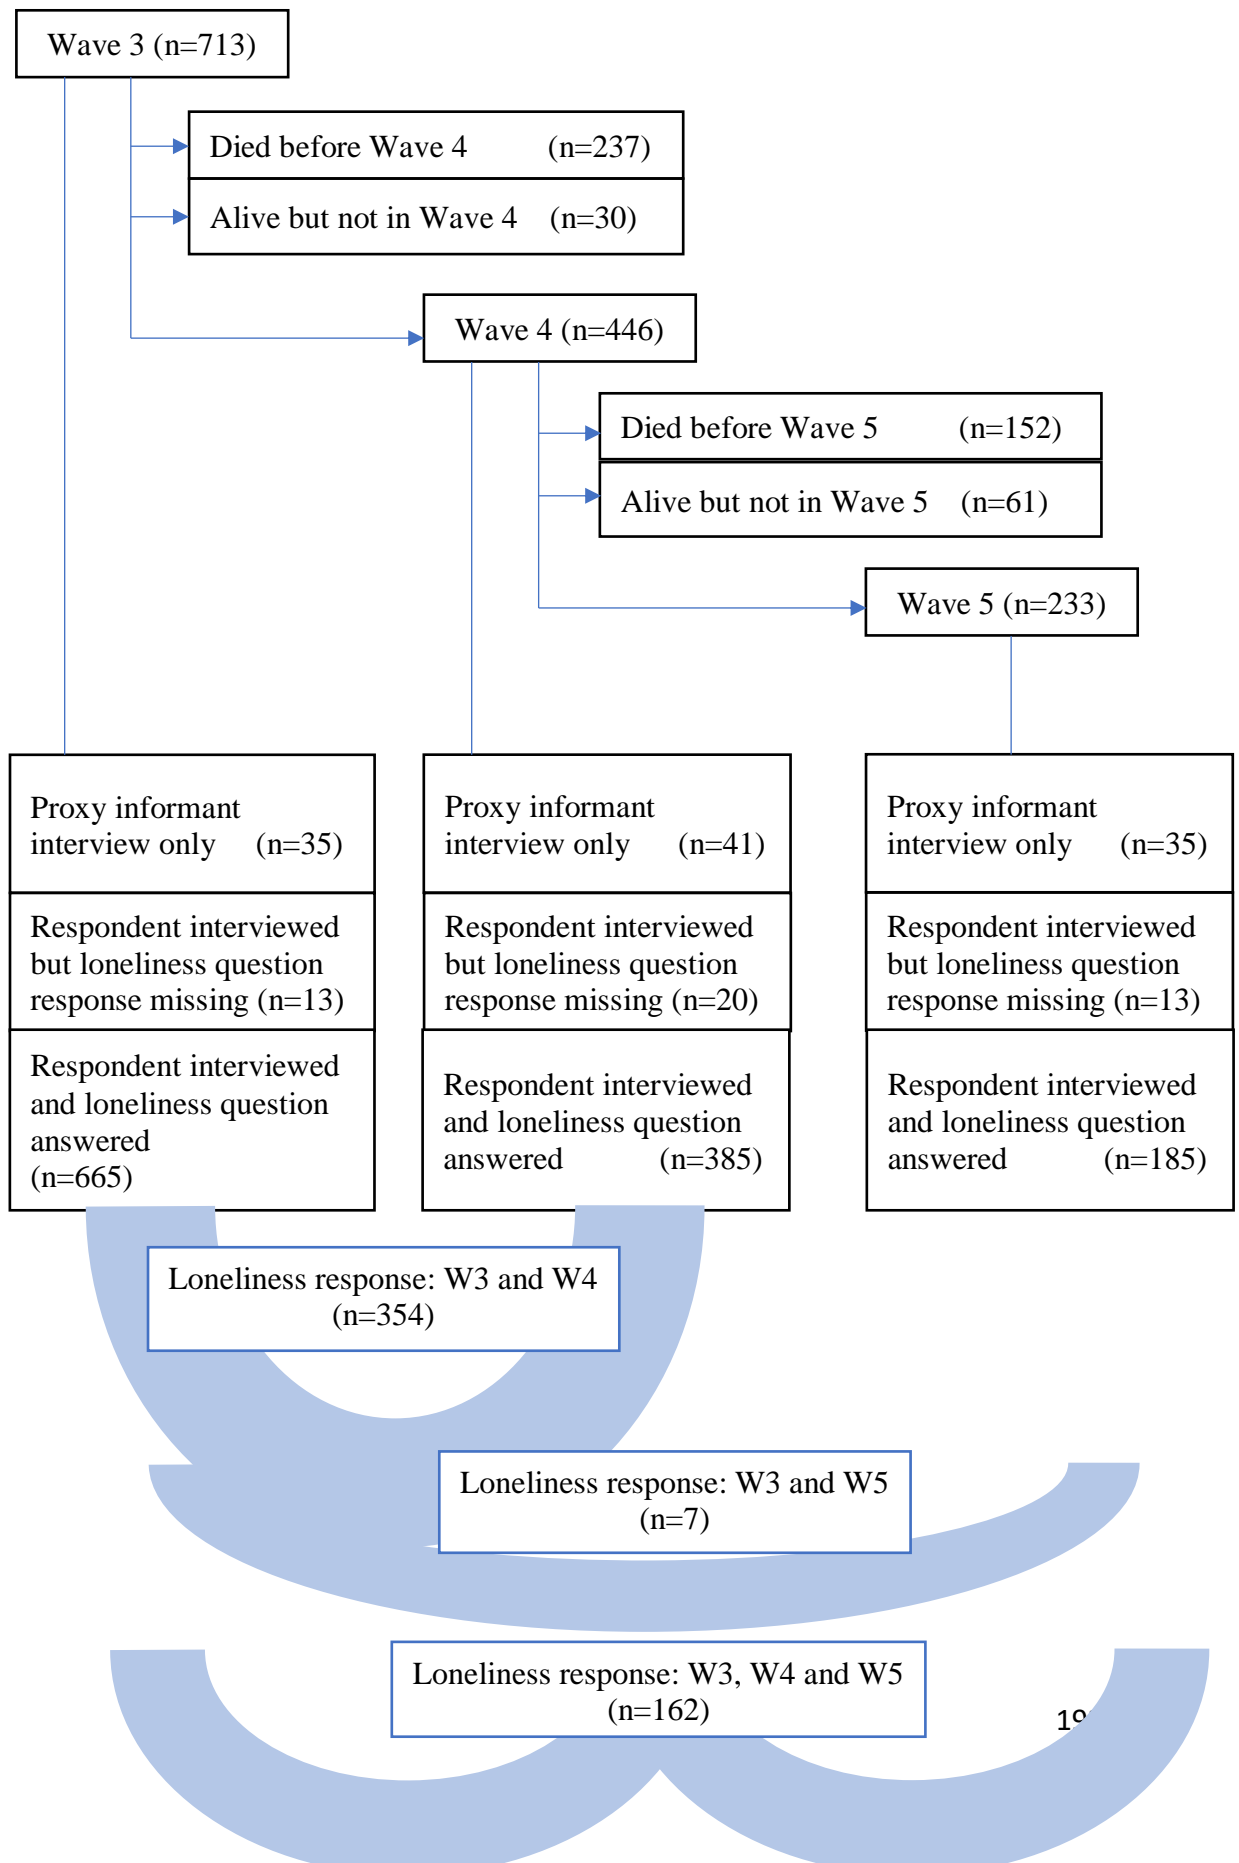 Wave 3 (n=713)
Died before Wave 4 (n=237)
Alive but not in Wave 4 (n=30)
Wave 4 (n=446)
Died before Wave 5 (n=152)
Alive but not in Wave 5 (n=61)
Wave 5 (n=233)
Proxy informant
interview only (n=35)
Respondent interviewed
but loneliness question
response missing (n=13)
Respondent interviewed
and loneliness question
answered
(n=665)
Proxy informant
interview only (n=41)
Respondent interviewed
but loneliness question
response missing (n=20)
Respondent interviewed
and loneliness question
answered (n=385)
Proxy informant
interview only (n=35)
Respondent interviewed
but loneliness question
response missing (n=13)
Respondent interviewed
and loneliness question
answered (n=185)
Loneliness response: W3 and W4
(n=354)
Loneliness response: W3 and W5
(n=7)
Loneliness response: W3, W4 and W5
(n=162)